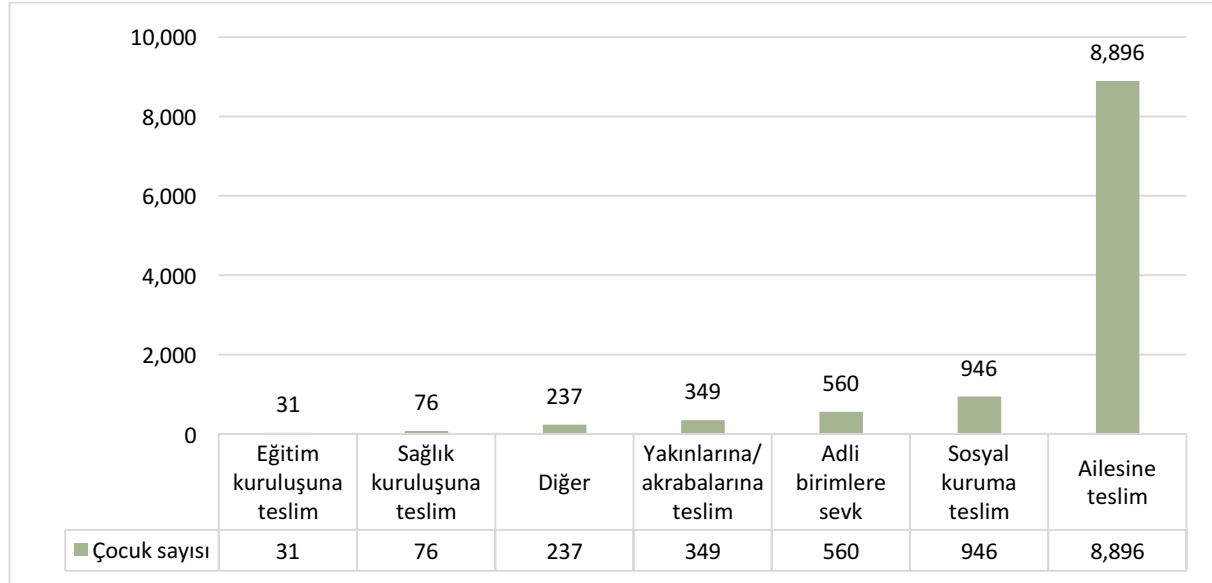 10,000
8,000
6,000
4,000
2,000
0
31
76
237
349
560
946
8,896
Eğitim
kuruluşuna
teslim
Sağlık
kuruluşuna
teslim
Diğer
Yakınlarına/
akrabalarına
teslim
Adli
birimlere
sevk
Sosyal
kuruma
teslim
Ailesine
teslim
Çocuk sayısı 31 76 237 349 560 946 8,896